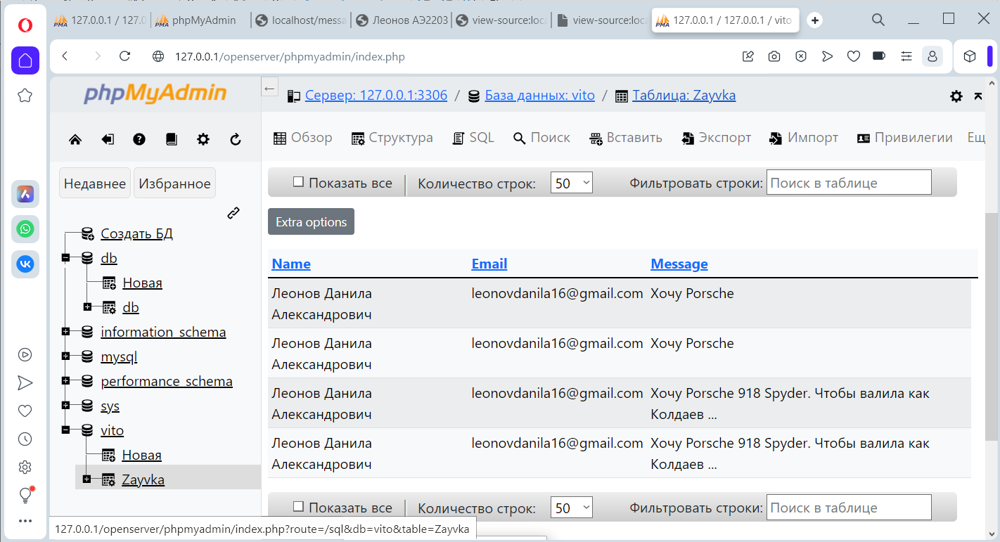 127.0.0.1 / 127.0
phpMyAdmin
localhost/messa
Леонов АЭ2203
view-source:loca
view-source:loca
127.0.0.1 / 127.0.0.1 / vito
127.0.0.1/openserver/phpmyadmin/index.php
phpMyAdmin
Сервер: 127.0.0.1:3306 / База данных: vito / Таблица: Zayvka
Обзор Структура SQL Поиск Вставить Экспорт Импорт Привилегии Ещ
Недавнее Избранное
Создать БД
db
Новая
db
information_schema
mysql
performance_schema
sys
vito
Новая
Zayvka
Показать все Количество строк: 50 Фильтровать строки: Поиск в таблице
Extra options
Name Email Message
Леонов Данила leonovdanila16@gmail.com Хочу Porsche
Александрович
Леонов Данила leonovdanila16@gmail.com Хочу Porsche
Александрович
Леонов Данила leonovdanila16@gmail.com Хочу Porsche 918 Spyder. Чтобы валила как
Александрович Колдаев ...
Леонов Данила leonovdanila16@gmail.com Хочу Porsche 918 Spyder. Чтобы валила как
Александрович Колдаев ...
Показать все Количество строк: 50 Фильтровать строки: Поиск в таблице
127.0.0.1/openserver/phpmyadmin/index.php?route=/sql&db=vito&table=Zayvka